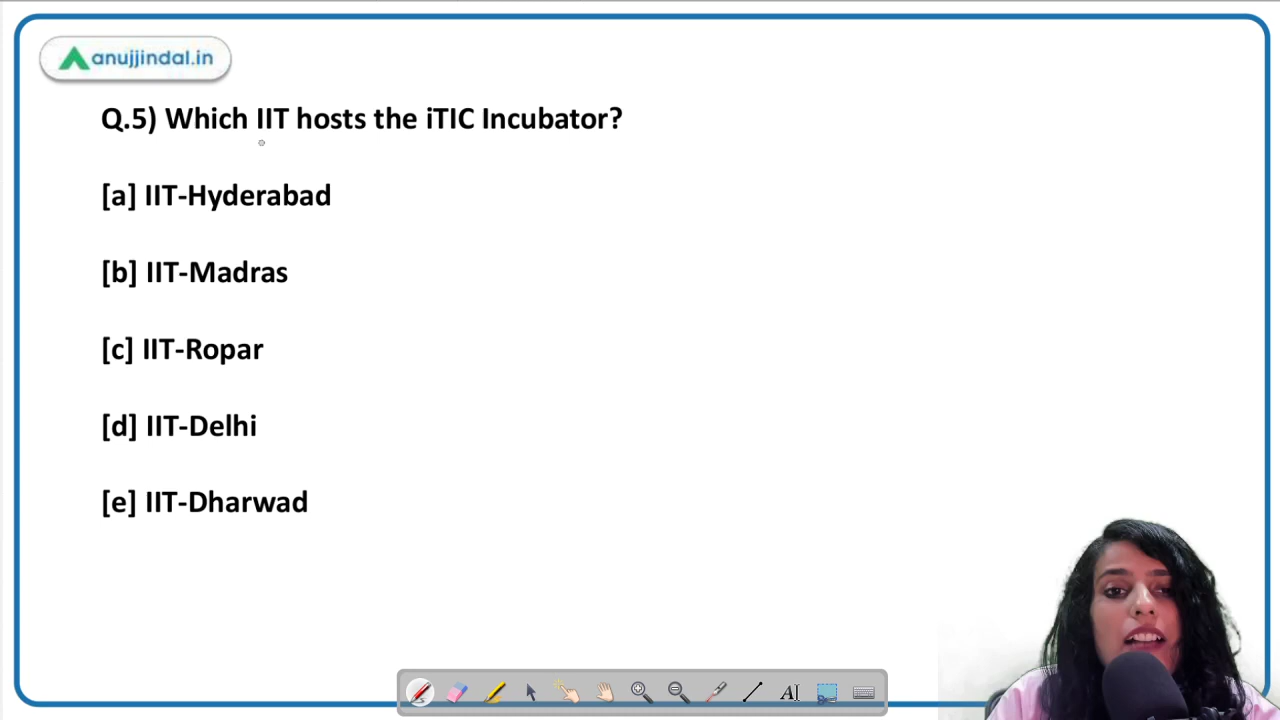 anujjindal.in
Q.5) Which IIT hosts the iTIC Incubator?
[a] IIT-Hyderabad
[b] IIT-Madras
[c] IIT-Ropar
[d] IIT-Delhi
[e] IIT-Dharwad